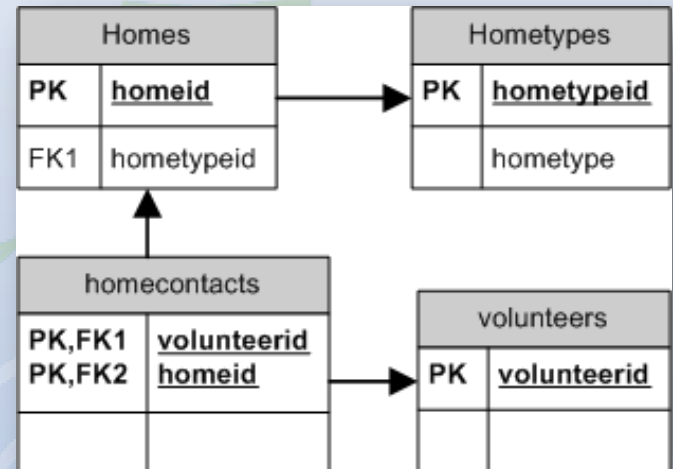 Homes
PK homeid
FK1 hometypeid
Hometypes
PK hometypeid
hometype
homecontacts
PK,FK1 volunteerid
PK,FK2 homeid
volunteers
PK volunteerid